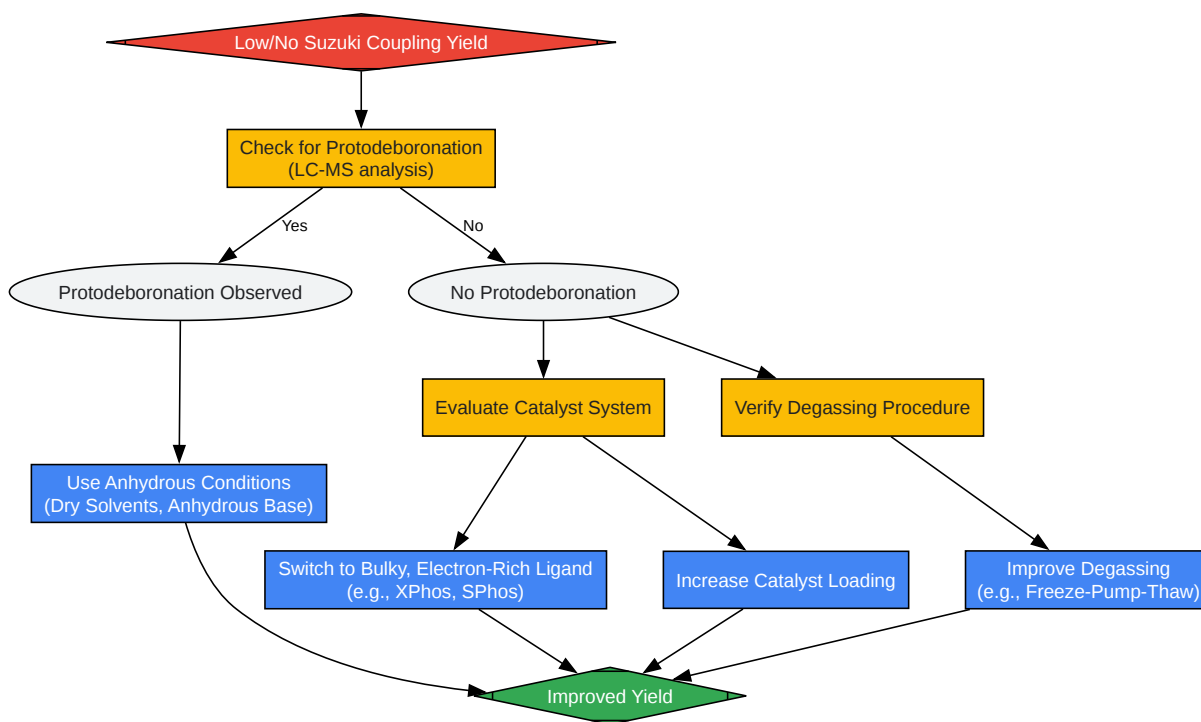 Low/No Suzuki Coupling Yield
Check for Protodeboronation
(LC-MS analysis)
Yes
No
Protodeboronation Observed
No Protodeboronation
Evaluate Catalyst System
Verify Degassing Procedure
Use Anhydrous Conditions
(Dry Solvents, Anhydrous Base)
Switch to Bulky, Electron-Rich Ligand
(e.g., XPhos, SPhos)
Increase Catalyst Loading
Improve Degassing
(e.g., Freeze-Pump-Thaw)
Improved Yield